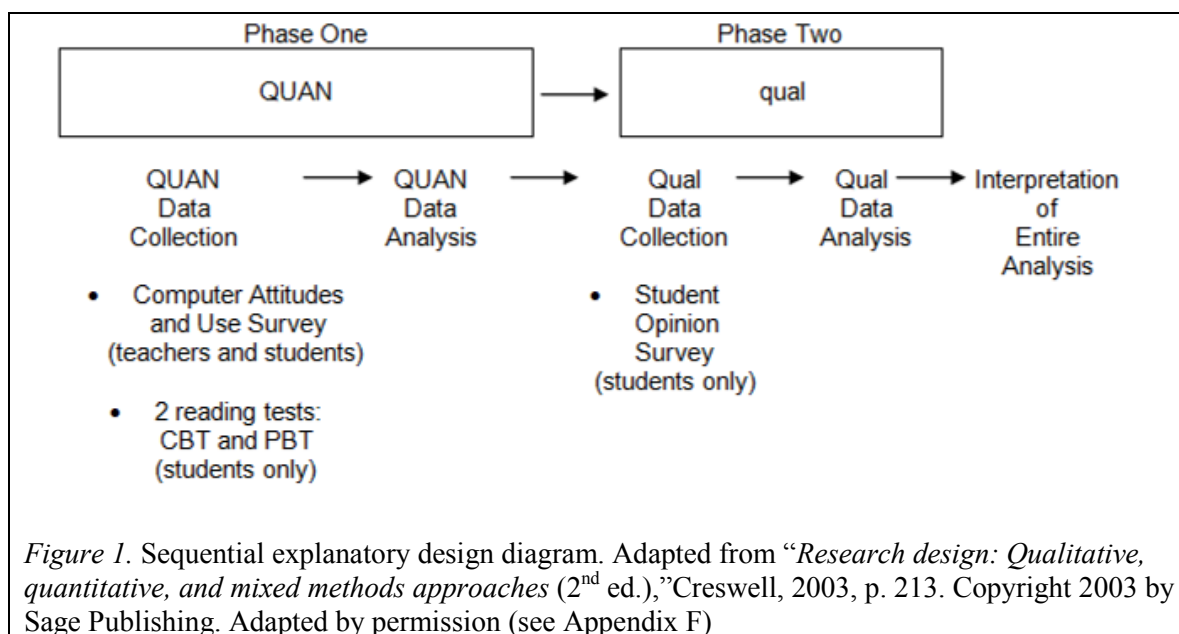 Phase One
Phase Two
QUAN
qual
QUAN
Data
Collection
QUAN
Data
Analysis
Qual
Data
Collection
Qual
Data
Analysis
Interpretation
of
Entire
Analysis
• Computer Attitudes
and Use Survey
(teachers and students)
• 2 reading tests:
CBT and PBT
(students only)
• Student
Opinion
Survey
(students only)
Figure 1. Sequential explanatory design diagram. Adapted from “Research design: Qualitative,
quantitative, and mixed methods approaches (2nd ed.),”Creswell, 2003, p. 213. Copyright 2003 by
Sage Publishing. Adapted by permission (see Appendix F)